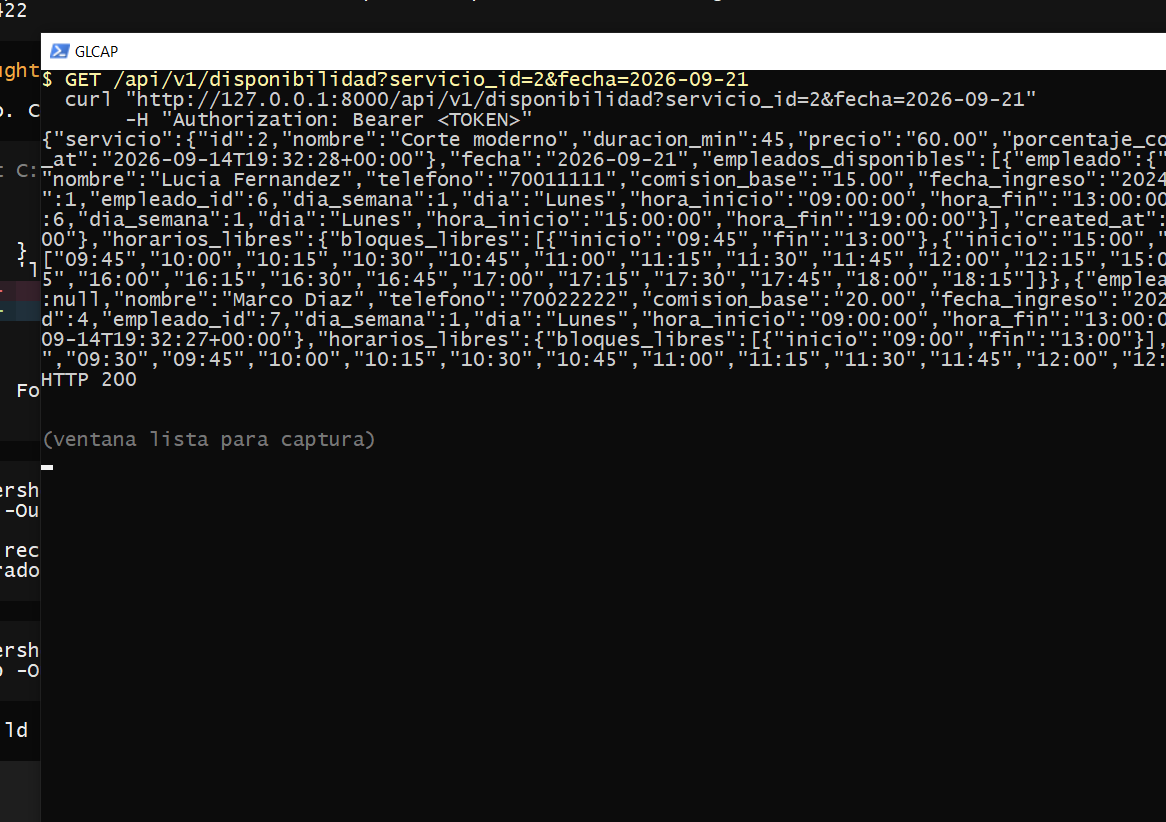 422
ught
o. C
t C:
}
'l
Fo
ersh
-Ou
rec
rado
ersh
o -O
ld
GLCAP
$ GET /api/v1/disponibilidad?servicio_id=2&fecha=2026-09-21
curl "http://127.0.0.1:8000/api/v1/disponibilidad?servicio_id=2&fecha=2026-09-21"
-H "Authorization: Bearer <TOKEN>"
{"servicio":{"id":2,"nombre":"Corte moderno","duracion_min":45,"precio":"60.00","porcentaje_co
_at":"2026-09-14T19:32:28+00:00"},"fecha":"2026-09-21","empleados_disponibles":[{"empleado":{"
"nombre":"Lucia Fernandez","telefono":"70011111","comision_base":"15.00","fecha_ingreso":"2024
":1,"empleado_id":6,"dia_semana":1,"dia":"Lunes","hora_inicio":"09:00:00","hora_fin":"13:00:00
:6,"dia_semana":1,"dia":"Lunes","hora_inicio":"15:00:00","hora_fin":"19:00:00"}],"created_at":
00"},"horarios_libres":{"bloques_libres":[{"inicio":"09:45","fin":"13:00"},{"inicio":"15:00","
["09:45","10:00","10:15","10:30","10:45","11:00","11:15","11:30","11:45","12:00","12:15","15:0
5","16:00","16:15","16:30","16:45","17:00","17:15","17:30","17:45","18:00","18:15"]}},{"emplea
:null,"nombre":"Marco Diaz","telefono":"70022222","comision_base":"20.00","fecha_ingreso":"202
d":4,"empleado_id":7,"dia_semana":1,"dia":"Lunes","hora_inicio":"09:00:00","hora_fin":"13:00:0
09-14T19:32:27+00:00"},"horarios_libres":{"bloques_libres":[{"inicio":"09:00","fin":"13:00"}],
","09:30","09:45","10:00","10:15","10:30","10:45","11:00","11:15","11:30","11:45","12:00","12:
HTTP 200
(ventana lista para captura)